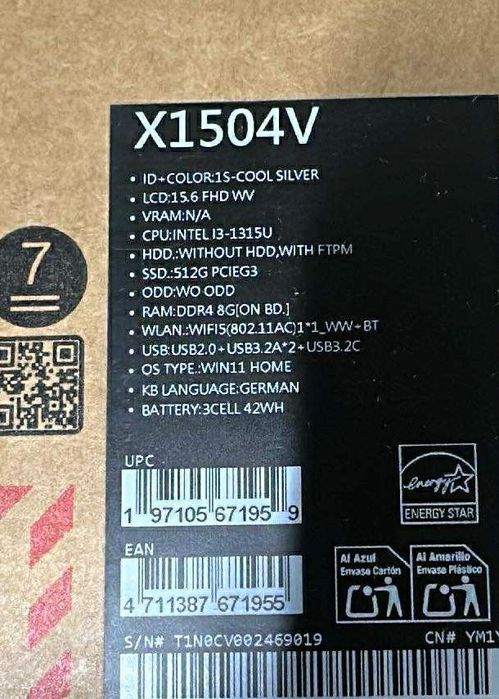 X1504V
• ID+COLOR:1S-COOL SILVER
• LCD:15.6 FHD WV
• VRAM:N/A
• CPU:INTEL I3-1315U
• HDD.:WITHOUT HDD,WITH FTPM
• SSD.:512G PCIEG3
• ODD:WO ODD
• RAM:DDR4 8G[ON BD.]
• WLAN.:WIFI5(802.11AC)1*1_WW+BT
• USB:USB2.0+USB3.2A*2+USB3.2C
• OS TYPE.:WIN11 HOME
• KB LANGUAGE:GERMAN
• BATTERY:3CELL 42WH
7
UPC
1 97105 67195 9
energy
ENERGY STAR
EAN
4 711387 671955
Al Azul
Envase Cartón
Al Amarillo
Envase Plástico
S/N# T1N0CV002469019
CN# YM1